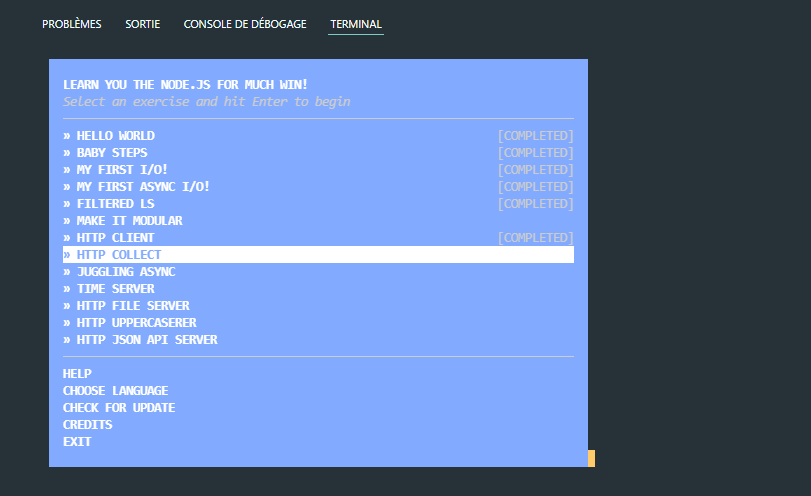 PROBLÈMES SORTIE CONSOLE DE DÉBOGAGE TERMINAL
LEARN YOU THE NODE.JS FOR MUCH WIN!
Select an exercise and hit Enter to begin
» HELLO WORLD [COMPLETED]
» BABY STEPS [COMPLETED]
» MY FIRST I/O! [COMPLETED]
» MY FIRST ASYNC I/O! [COMPLETED]
» FILTERED LS [COMPLETED]
» MAKE IT MODULAR
» HTTP CLIENT [COMPLETED]
» HTTP COLLECT
» JUGGLING ASYNC
» TIME SERVER
» HTTP FILE SERVER
» HTTP UPPERCASERER
» HTTP JSON API SERVER
HELP
CHOOSE LANGUAGE
CHECK FOR UPDATE
CREDITS
EXIT